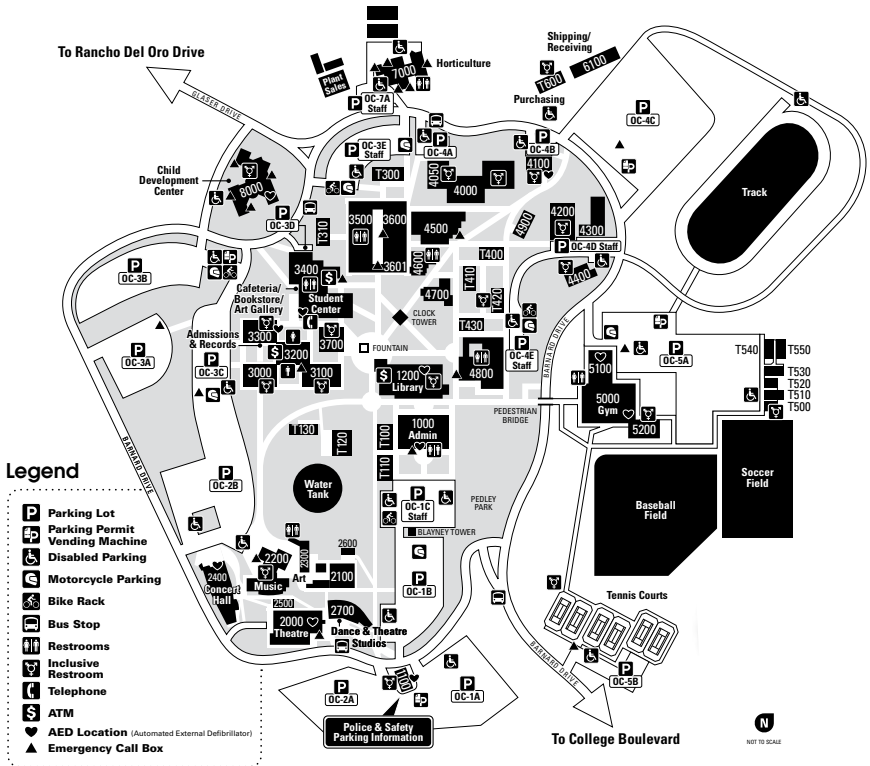 To Rancho Del Oro Drive
GLASER DRIVE
Plant
Sales
7000
Horticulture
OC-7A
Staff
Shipping/
Receiving
6100
T600
Purchasing
OC-4C
Track
OC-3E
Staff
OC-4A
OC-4B
4100
T300
4050
4000
Child
Development
Center
8000
OC-3D
T310
3500
3600
3601
4500
4600
4900
4200
4300
OC-4D Staff
4400
T400
T410
T420
T430
4700
CLOCK
TOWER
OC-3B
3400
Cafeteria/
Bookstore/
Art Gallery
Student
Center
Admissions
& Records
3300
3200
3700
3000
3100
FOUNTAIN
OC-3A
OC-3C
1200
Library
4800
OC-4E
Staff
BARNARD DRIVE
OC-5A
5100
5000
Gym
5200
T540
T550
T530
T520
T510
T500
PEDESTRIAN
BRIDGE
1000
Admin
T130
T120
T100
T110
Water
Tank
BARNARD DRIVE
OC-2B
OC-1C
Staff
PEDLEY
PARK
BLAYNEY TOWER
Baseball
Field
Soccer
Field
2600
2200
2300
Music
Art
2100
2400
Concert
Hall
2500
2000
Theatre
2700
Dance & Theatre
Studios
OC-1B
Tennis Courts
OC-5B
BARNARD DRIVE
OC-2A
OC-1A
Police & Safety
Parking Information
To College Boulevard
N
NOT TO SCALE
Legend
P Parking Lot
Parking Permit
Vending Machine
Disabled Parking
Motorcycle Parking
Bike Rack
Bus Stop
Restrooms
Inclusive
Restroom
Telephone
$ ATM
AED Location (Automated External Defibrillator)
Emergency Call Box